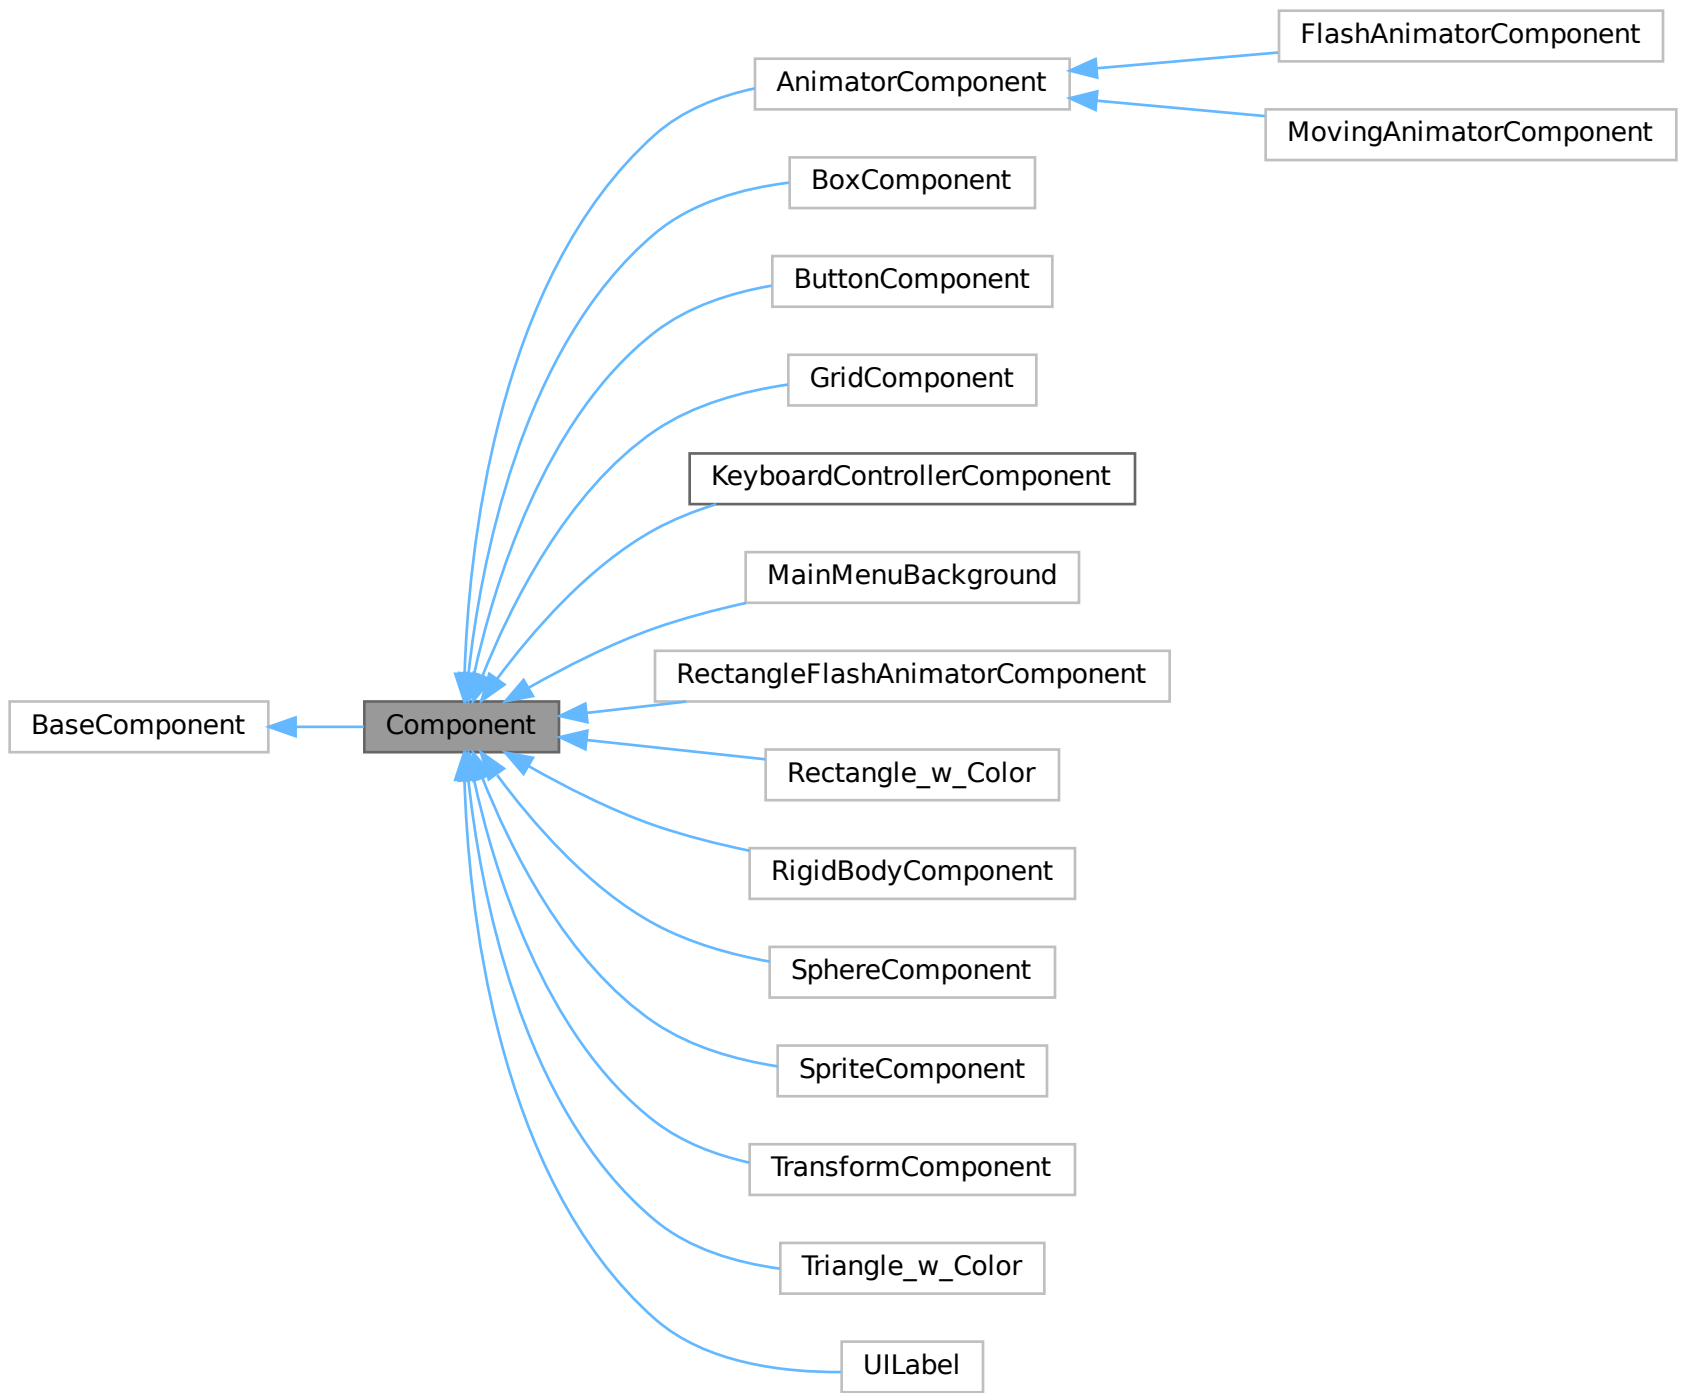 FlashAnimatorComponent
AnimatorComponent
MovingAnimatorComponent
BoxComponent
ButtonComponent
GridComponent
KeyboardControllerComponent
MainMenuBackground
RectangleFlashAnimatorComponent
BaseComponent
Component
Rectangle_w_Color
RigidBodyComponent
SphereComponent
SpriteComponent
TransformComponent
Triangle_w_Color
UILabel